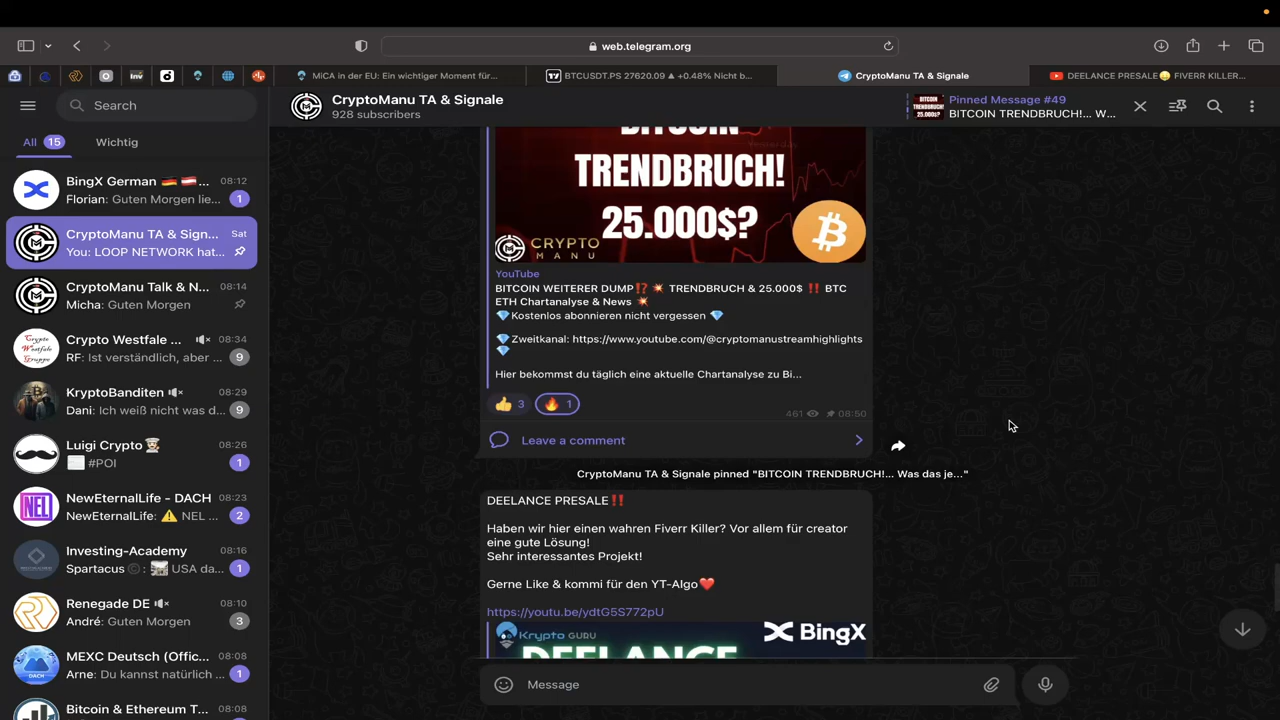 web.telegram.org
MiCA in der EU: Ein wichtiger Moment für...
BTCUSDT.PS 27620.09 ▲ +0.48% Nicht b...
CryptoManu TA & Signale
DEELANCE PRESALE🤑 FIVERR KILLER...
Inv
Search
CryptoManu TA & Signale
928 subscribers
Pinned Message #49
BITCOIN TRENDBRUCH!... W...
All 15
Wichtig
BingX German 🇩🇪 🇦🇹 ... 08:12
Florian: Guten Morgen lie... 1
CryptoManu TA & Sign... Sat
You: LOOP NETWORK hat...
CryptoManu Talk & N... 08:14
Micha: Guten Morgen
Crypto Westfale ... 08:34
RF: Ist verständlich, aber ... 9
KryptoBanditen 08:29
Dani: Ich weiß nicht was d... 9
Luigi Crypto 08:26
#POI 1
NewEternalLife - DACH 08:23
NewEternalLife: ⚠️ NEL ... 2
Investing-Academy 08:16
Spartacus ©️ : USA da... 1
Renegade DE 08:10
André: Guten Morgen 3
MEXC Deutsch (Offic... 08:08
Arne: Du kannst natürlich ... 1
Bitcoin & Ethereum T... 08:08
BITCOIN
TRENDBRUCH!
25.000$?
CRYPTO
MANU
YouTube
BITCOIN WEITERER DUMP⁉️ 💥 TRENDBRUCH & 25.000$ ‼️ BTC
ETH Chartanalyse & News 💥
💎Kostenlos abonnieren nicht vergessen 💎
💎Zweitkanal: https://www.youtube.com/@cryptomanustreamhighlights
💎
Hier bekommst du täglich eine aktuelle Chartanalyse zu Bi...
👍 3 🔥 1
461 08:50
Leave a comment
CryptoManu TA & Signale pinned "BITCOIN TRENDBRUCH!... Was das je..."
DEELANCE PRESALE‼️
Haben wir hier einen wahren Fiverr Killer? Vor allem für creator
eine gute Lösung!
Sehr interessantes Projekt!
Gerne Like & kommi für den YT-Algo❤️
https://youtu.be/ydtG5S772pU
Krypto GURU
BingX
DEELANCE
Message